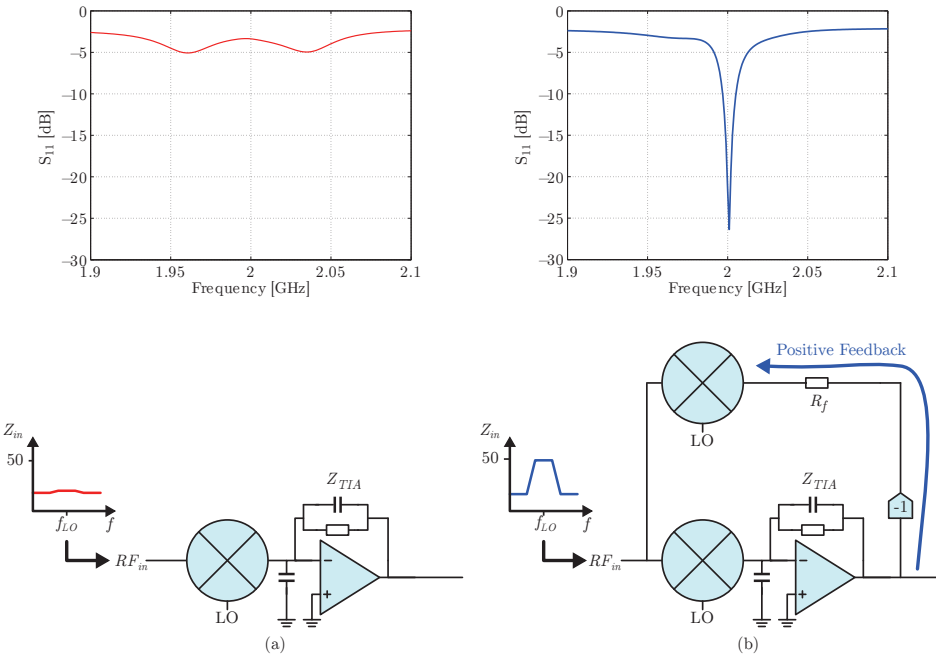 0
−5
−10
−15
−20
−25
−30
S11 [dB]
1.9
1.95
2
2.05
2.1
Frequency [GHz]
0
−5
−10
−15
−20
−25
−30
S11 [dB]
1.9
1.95
2
2.05
2.1
Frequency [GHz]
Zin
50
fLO
f
RFin
LO
ZTIA
−
+
(a)
Positive Feedback
Rf
LO
-1
Zin
50
fLO
f
RFin
LO
ZTIA
−
+
(b)